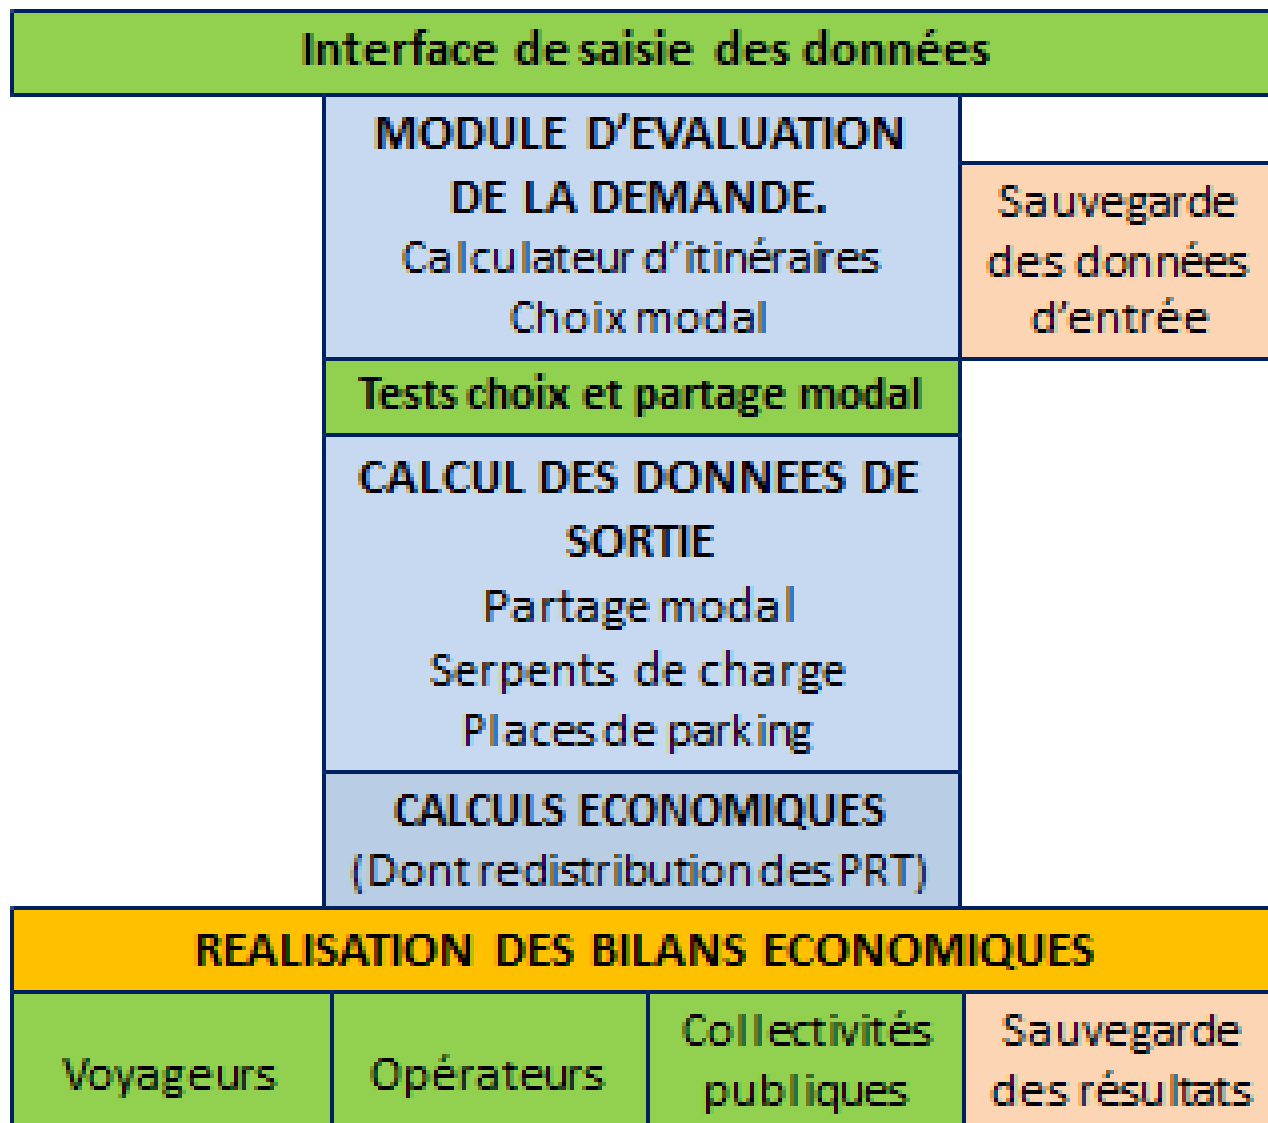 Interface de saisie des données
MODULE D'EVALUATION
DE LA DEMANDE.
Calculateur d'itinéraires
Choix modal
Sauvegarde
des données
d'entrée
Tests choix et partage modal
CALCUL DES DONNEES DE
SORTIE
Partage modal
Serpents de charge
Places de parking
CALCULS ECONOMIQUES
(Dont redistribution des PRT)
REALISATION DES BILANS ECONOMIQUES
Voyageurs
Opérateurs
Collectivités
publiques
Sauvegarde
des résultats